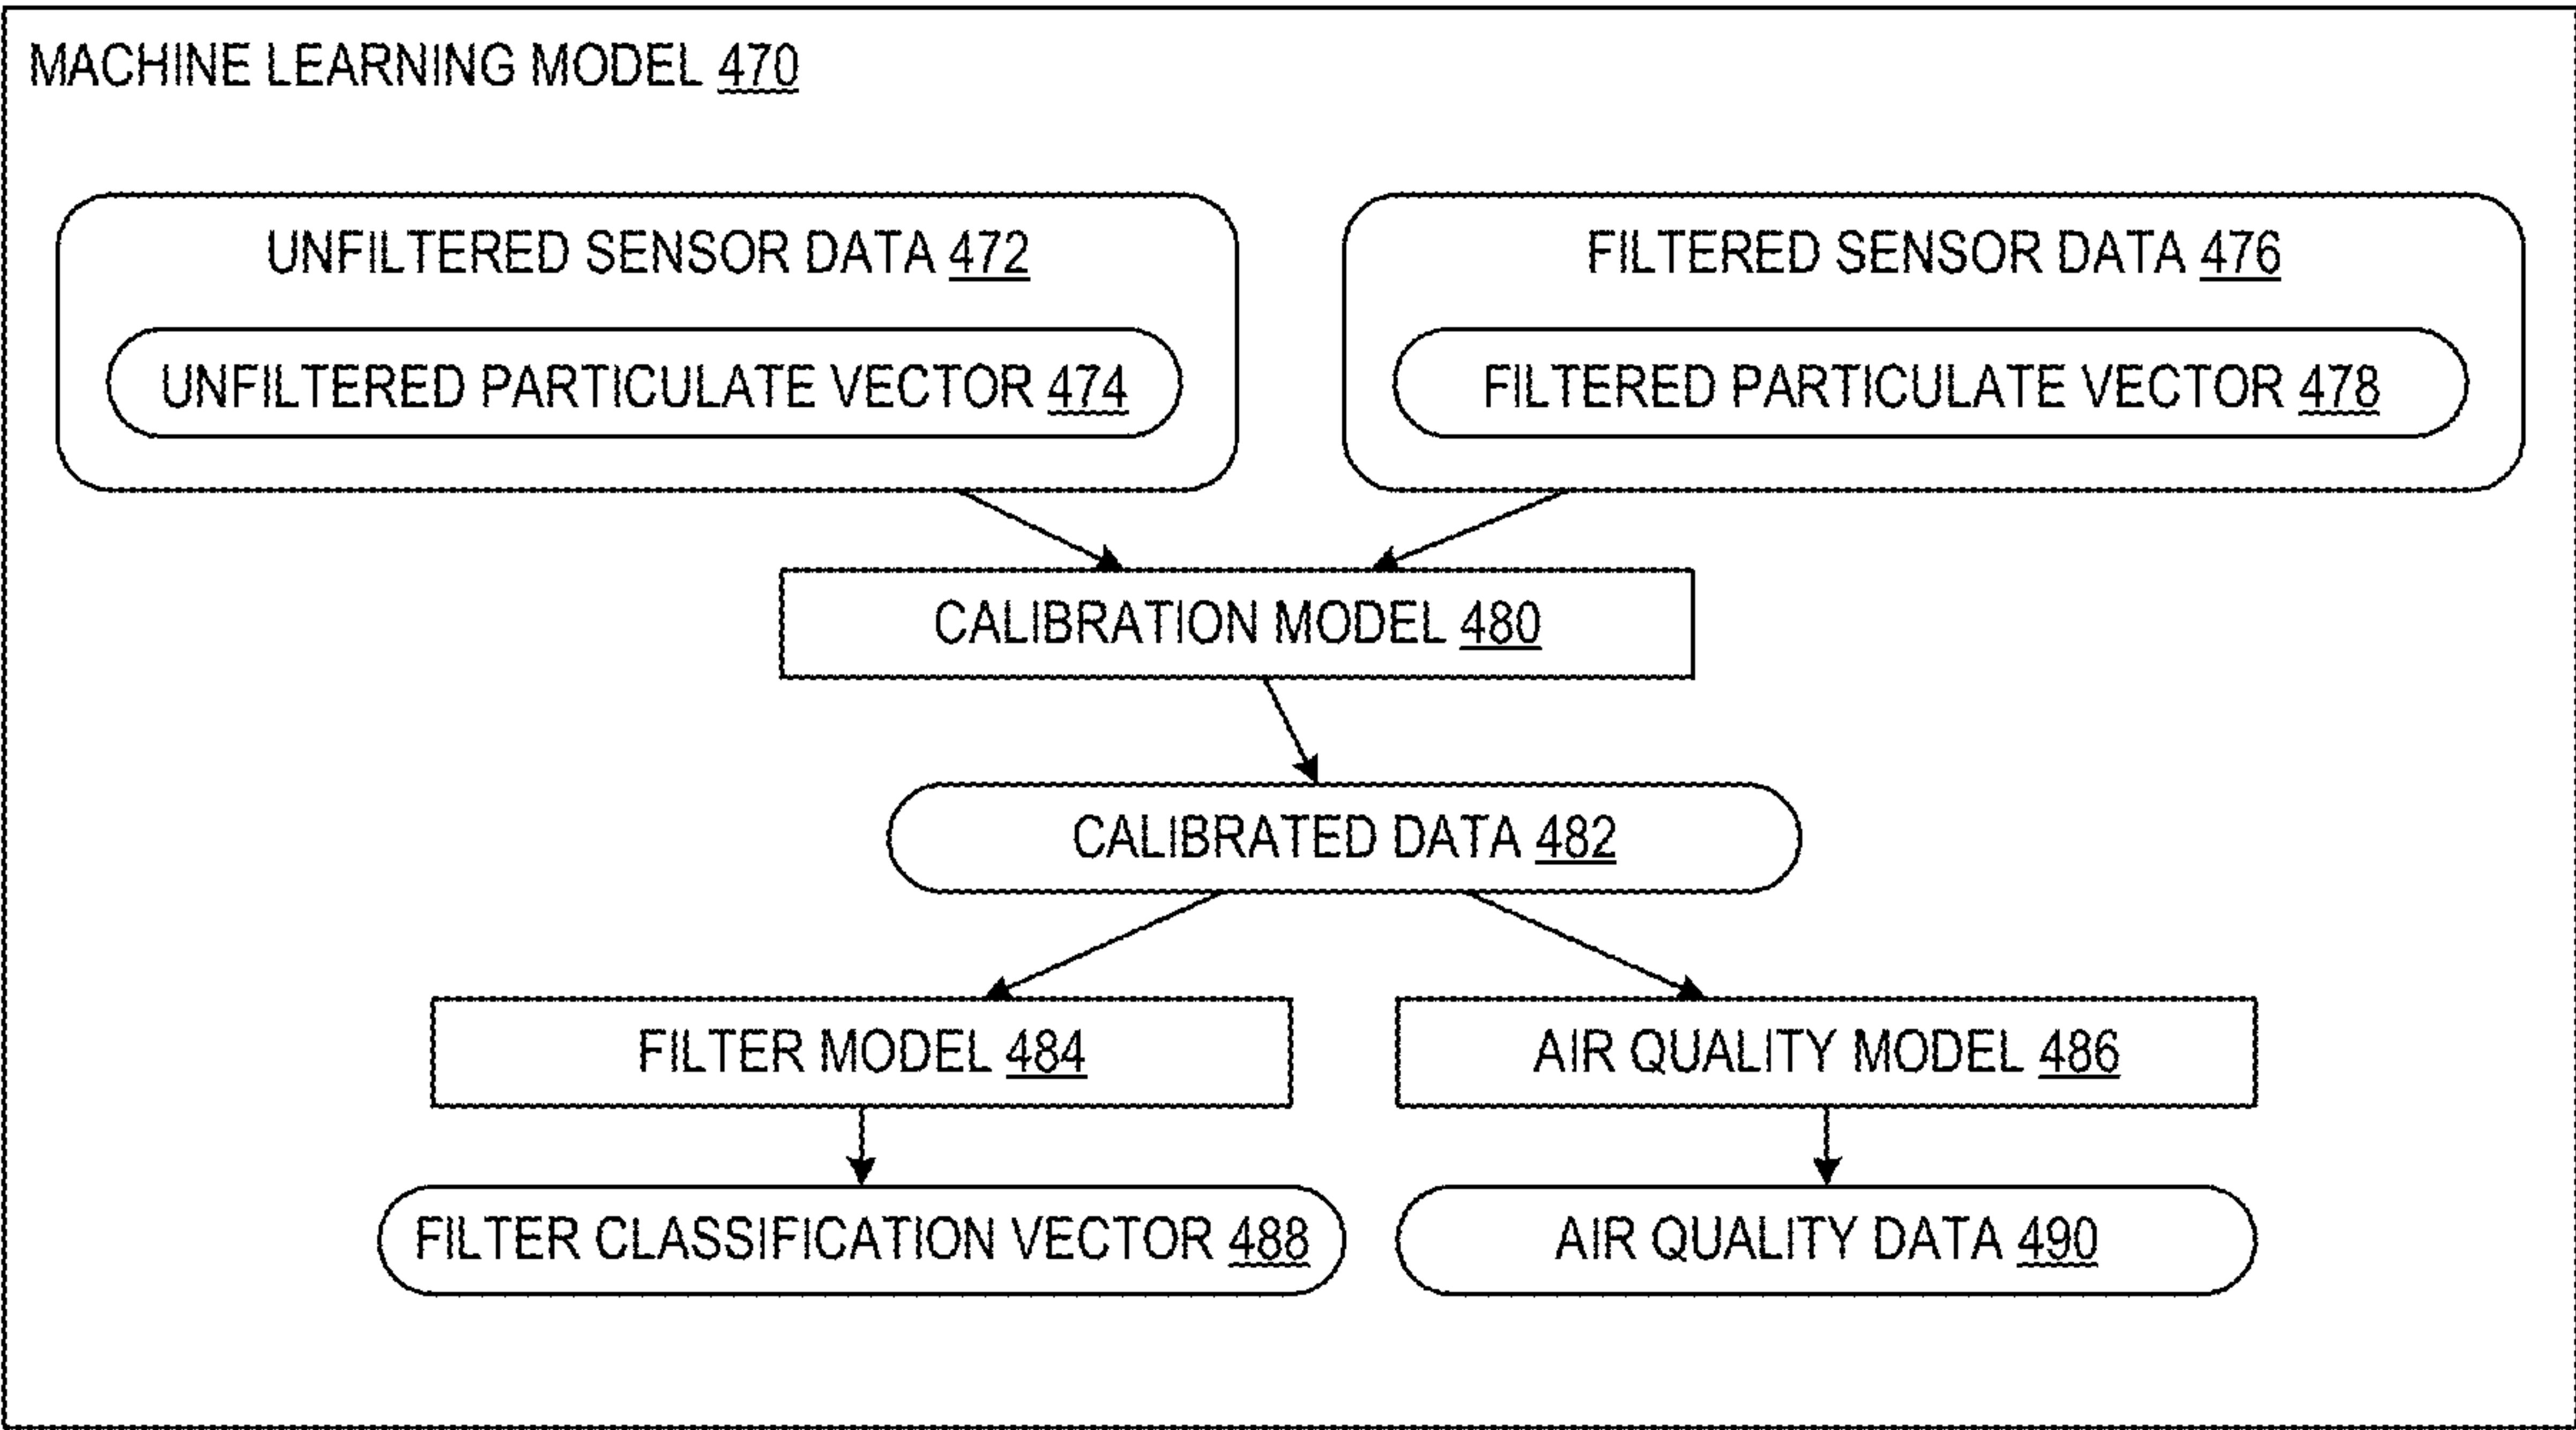 MACHINE LEARNING MODEL 470
UNFILTERED SENSOR DATA 472
UNFILTERED PARTICULATE VECTOR 474
FILTERED SENSOR DATA 476
FILTERED PARTICULATE VECTOR 478
CALIBRATION MODEL 480
CALIBRATED DATA 482
FILTER MODEL 484
AIR QUALITY MODEL 486
FILTER CLASSIFICATION VECTOR 488
AIR QUALITY DATA 490